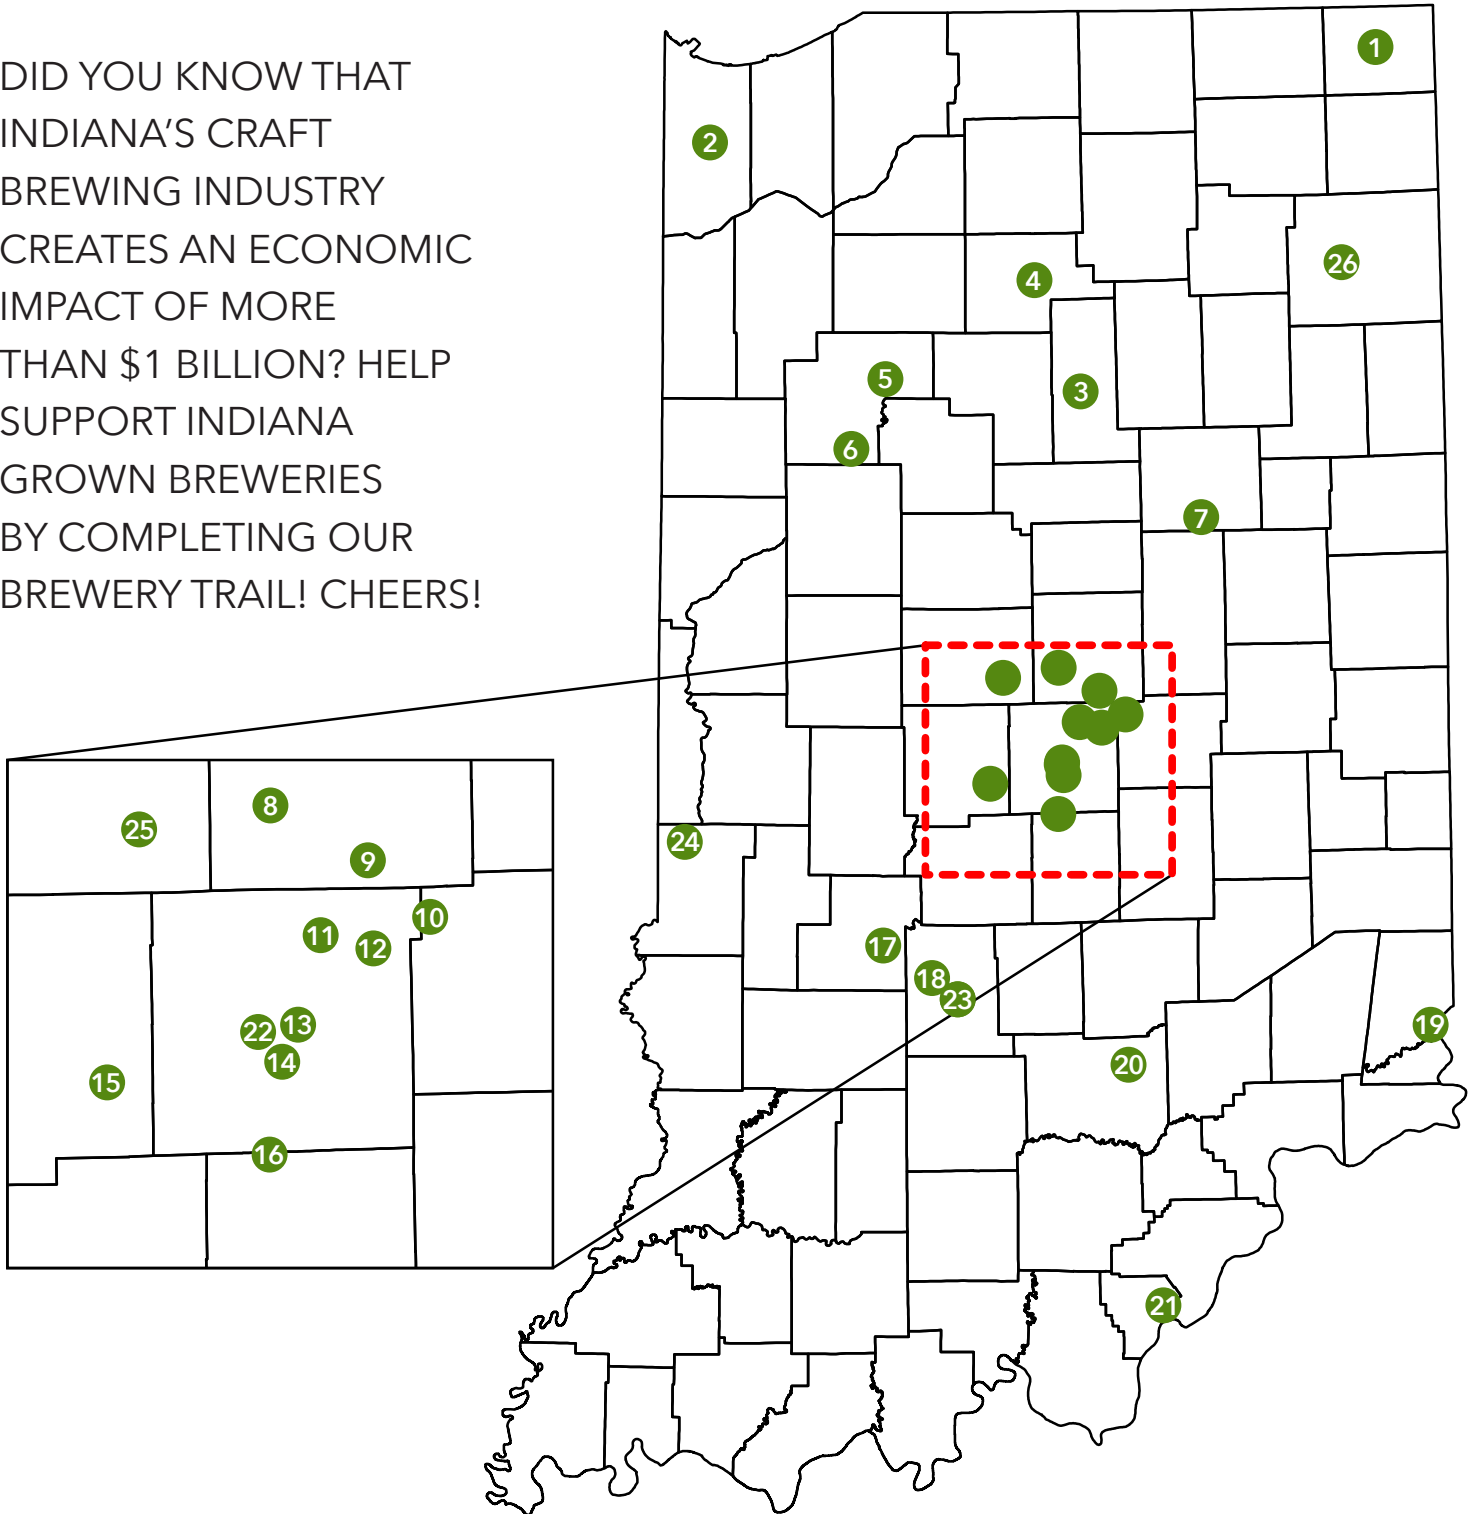 DID YOU KNOW THAT
INDIANA’S CRAFT
BREWING INDUSTRY
CREATES AN ECONOMIC
IMPACT OF MORE
THAN $1 BILLION? HELP
SUPPORT INDIANA
GROWN BREWERIES
BY COMPLETING OUR
BREWERY TRAIL! CHEERS!
1
2
26
4
5
3
6
7
8
25
9
10
11
12
22
13
14
15
16
24
17
18
23
19
20
21